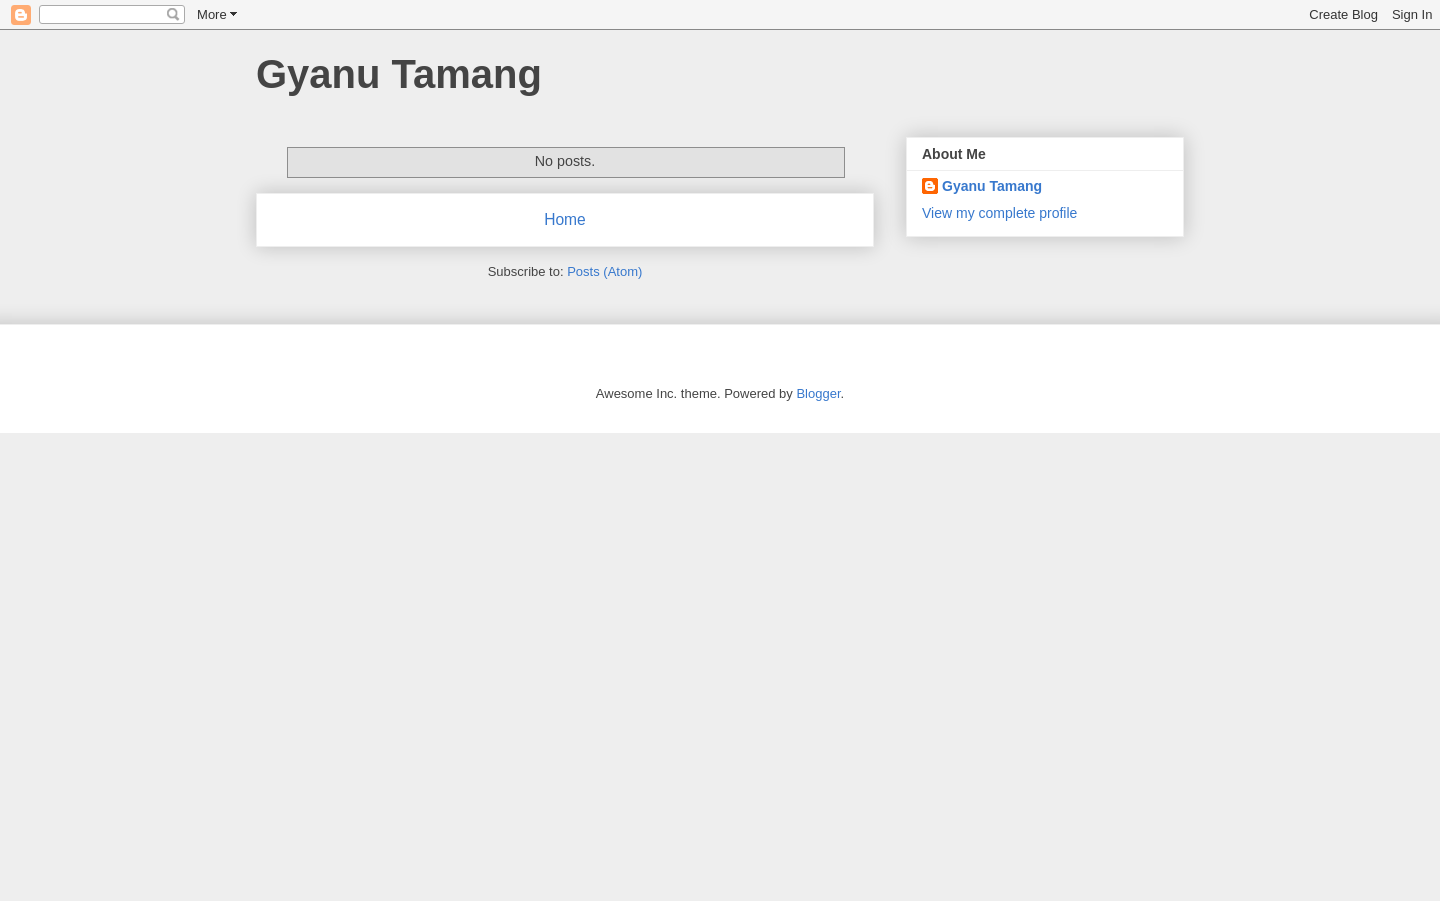 More
Create Blog
Sign In
Gyanu Tamang
No posts.
Home
Subscribe to: Posts (Atom)
About Me
Gyanu Tamang
View my complete profile
Awesome Inc. theme. Powered by Blogger.